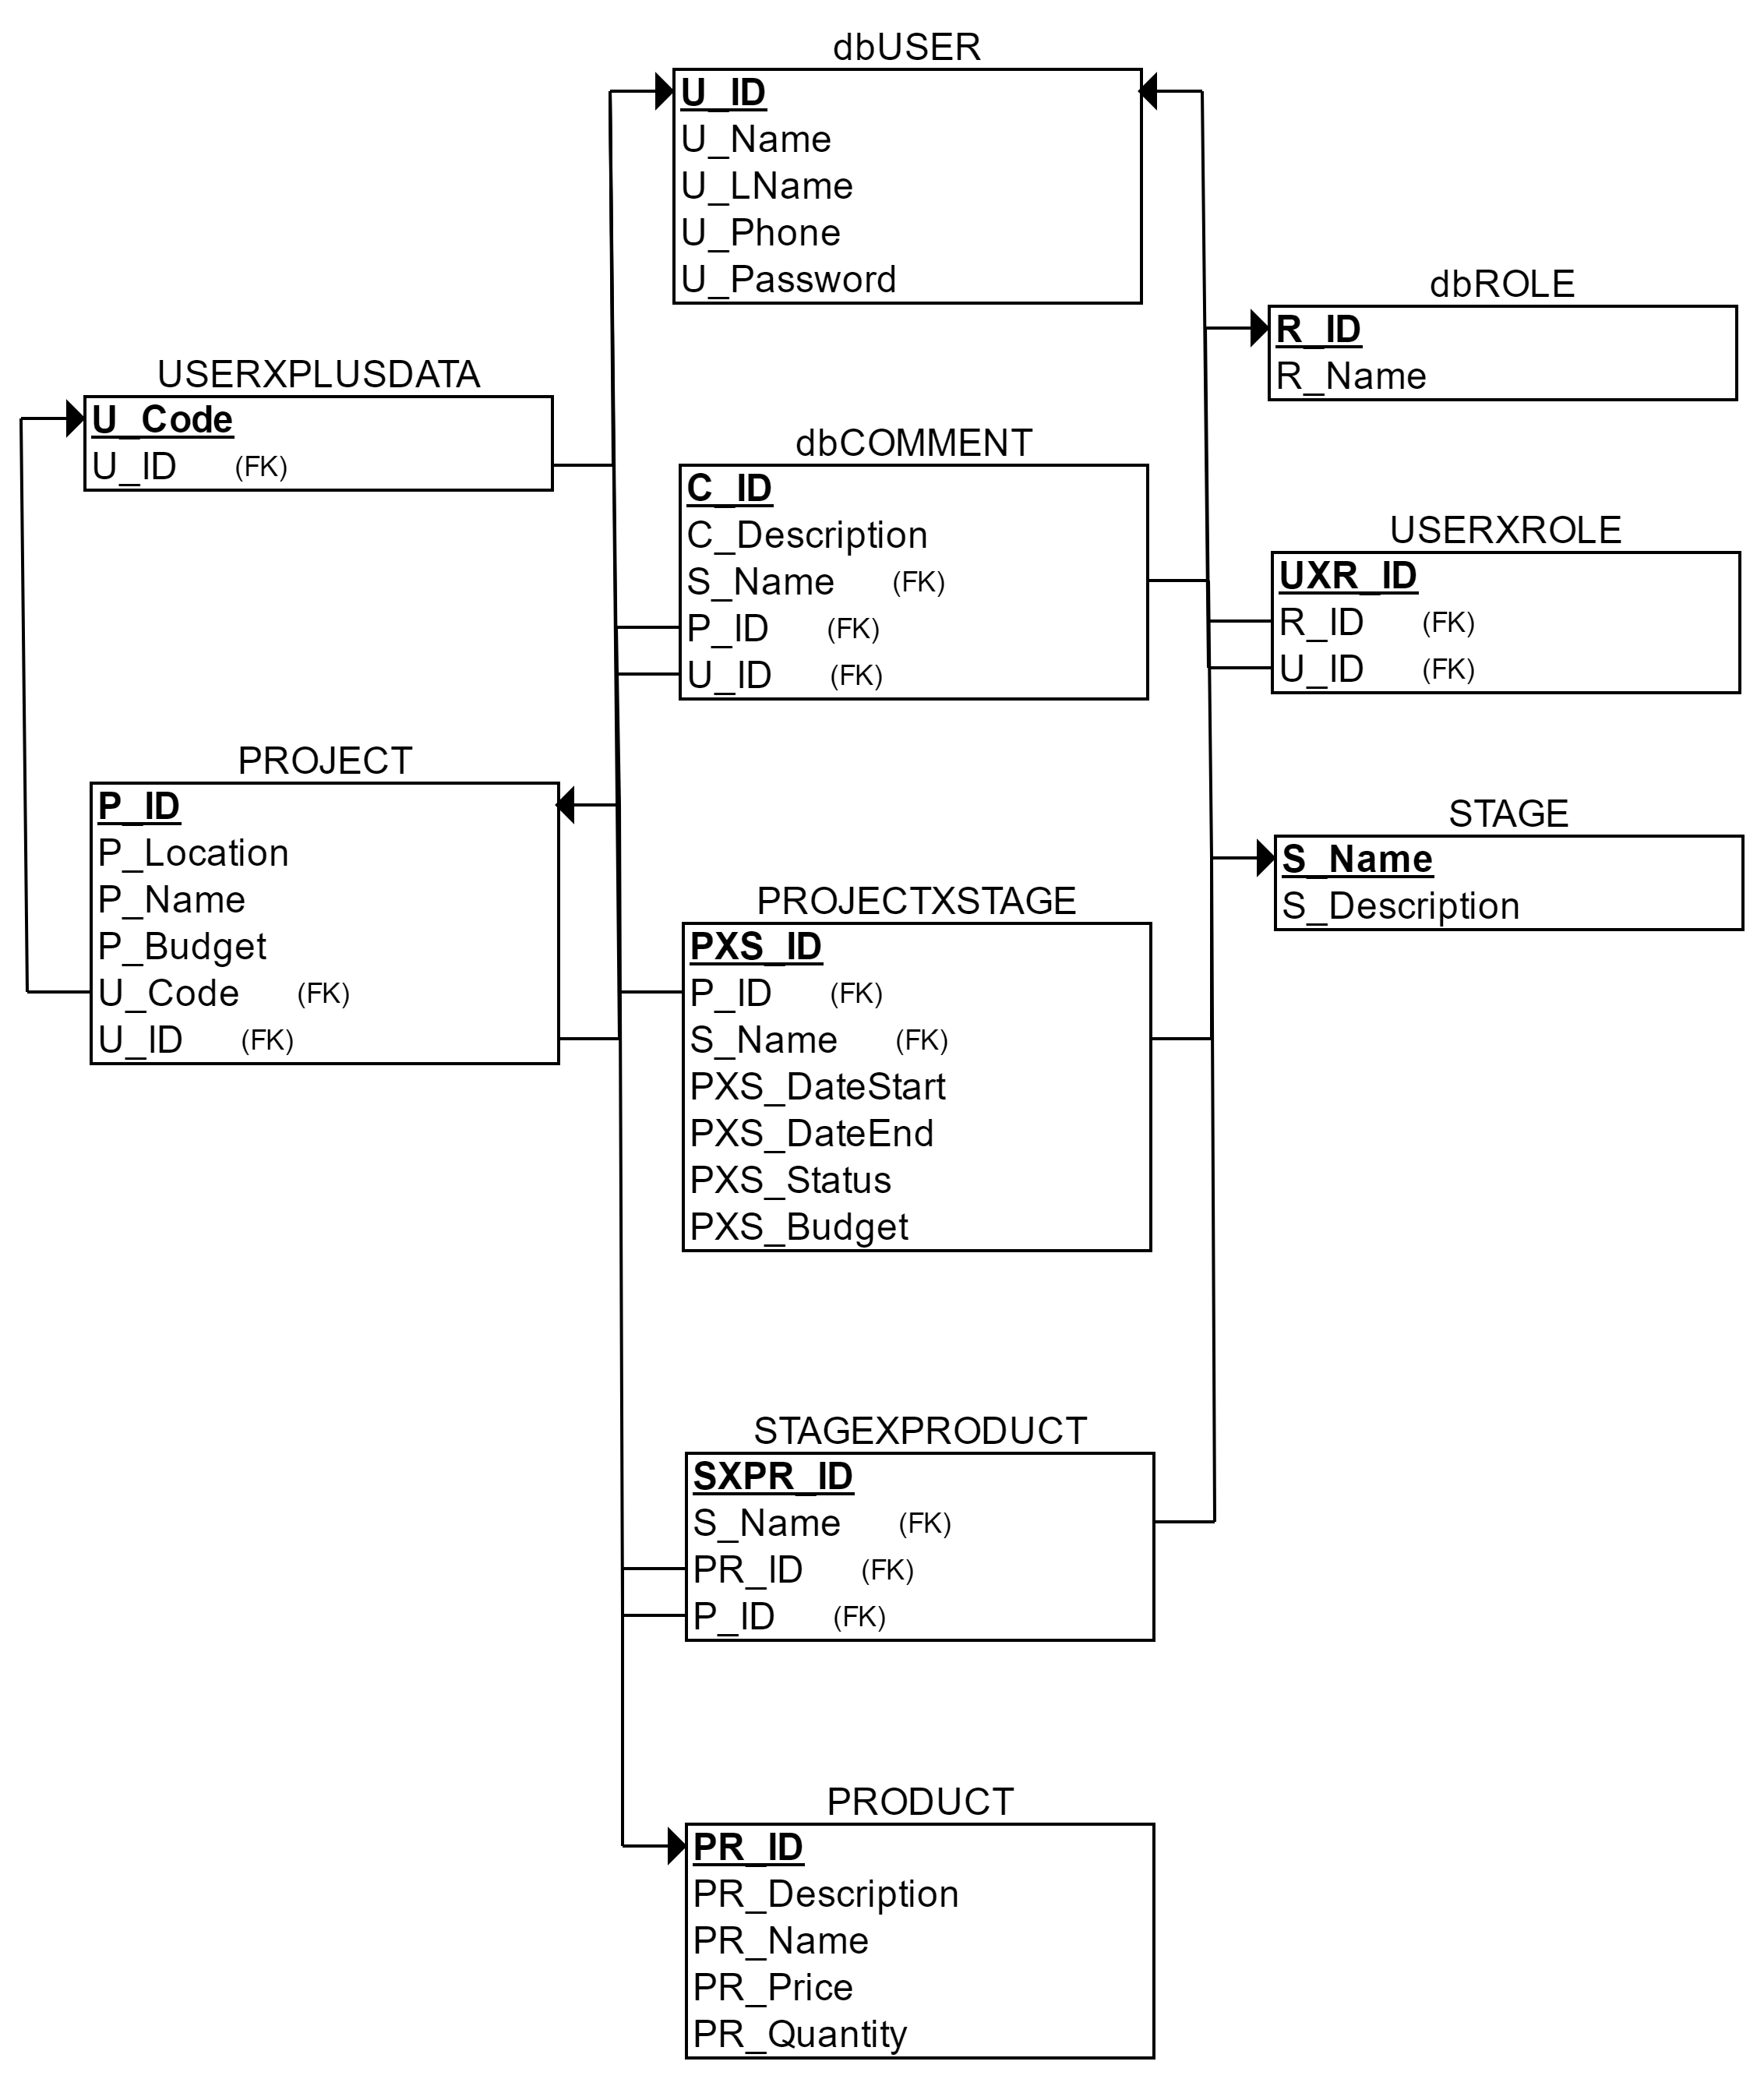 dbUSER
U_ID
U_Name
U_LName
U_Phone
U_Password
dbROLE
R_ID
R_Name
USERXPLUSDATA
U_Code
U_ID (FK)
dbCOMMENT
C_ID
C_Description
S_Name (FK)
P_ID (FK)
U_ID (FK)
USERXROLE
UXR_ID
R_ID (FK)
U_ID (FK)
PROJECT
P_ID
P_Location
P_Name
P_Budget
U_Code (FK)
U_ID (FK)
STAGE
S_Name
S_Description
PROJECTXSTAGE
PXS_ID
P_ID (FK)
S_Name (FK)
PXS_DateStart
PXS_DateEnd
PXS_Status
PXS_Budget
STAGEXPRODUCT
SXPR_ID
S_Name (FK)
PR_ID (FK)
P_ID (FK)
PRODUCT
PR_ID
PR_Description
PR_Name
PR_Price
PR_Quantity